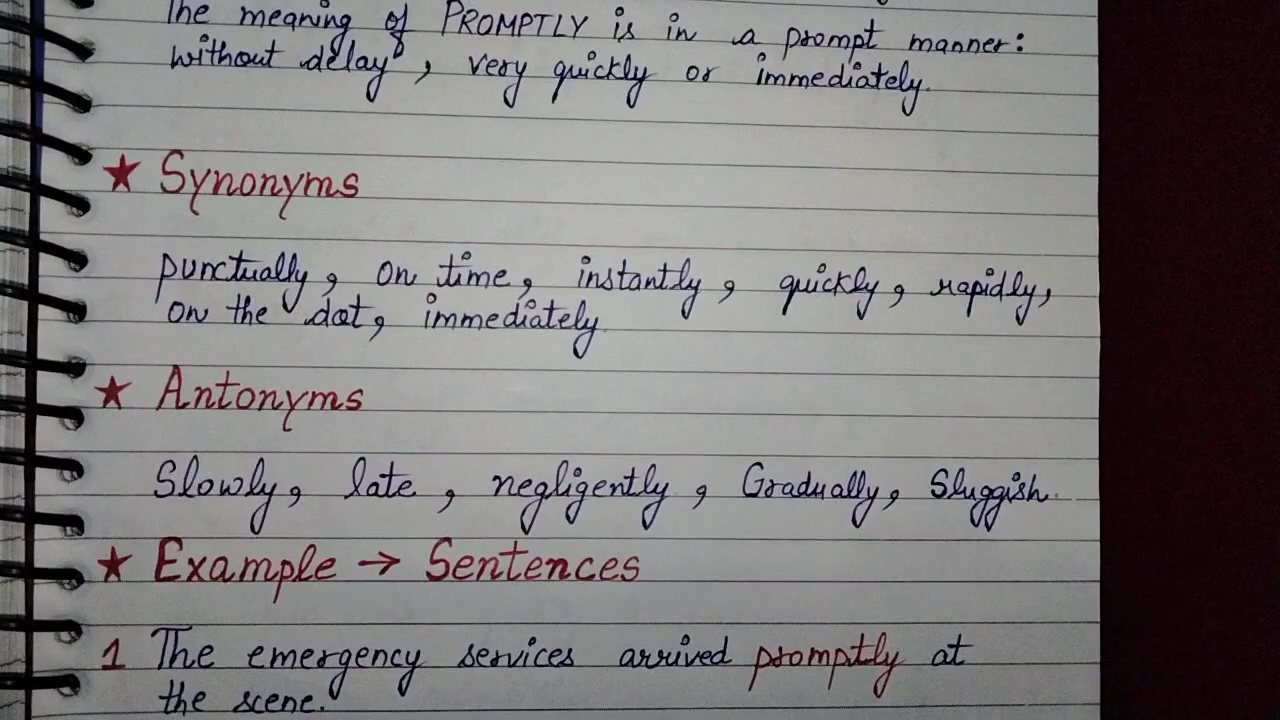 The meaning of PROMPTLY is in a prompt manner:
without delay, very quickly or immediately.
★ Synonyms
punctually, on time, instantly, quickly, rapidly,
on the dot, immediately
★ Antonyms
Slowly, late, negligently, Gradually, Sluggish.
★ Example → Sentences
1 The emergency services arrived promptly at
the scene.